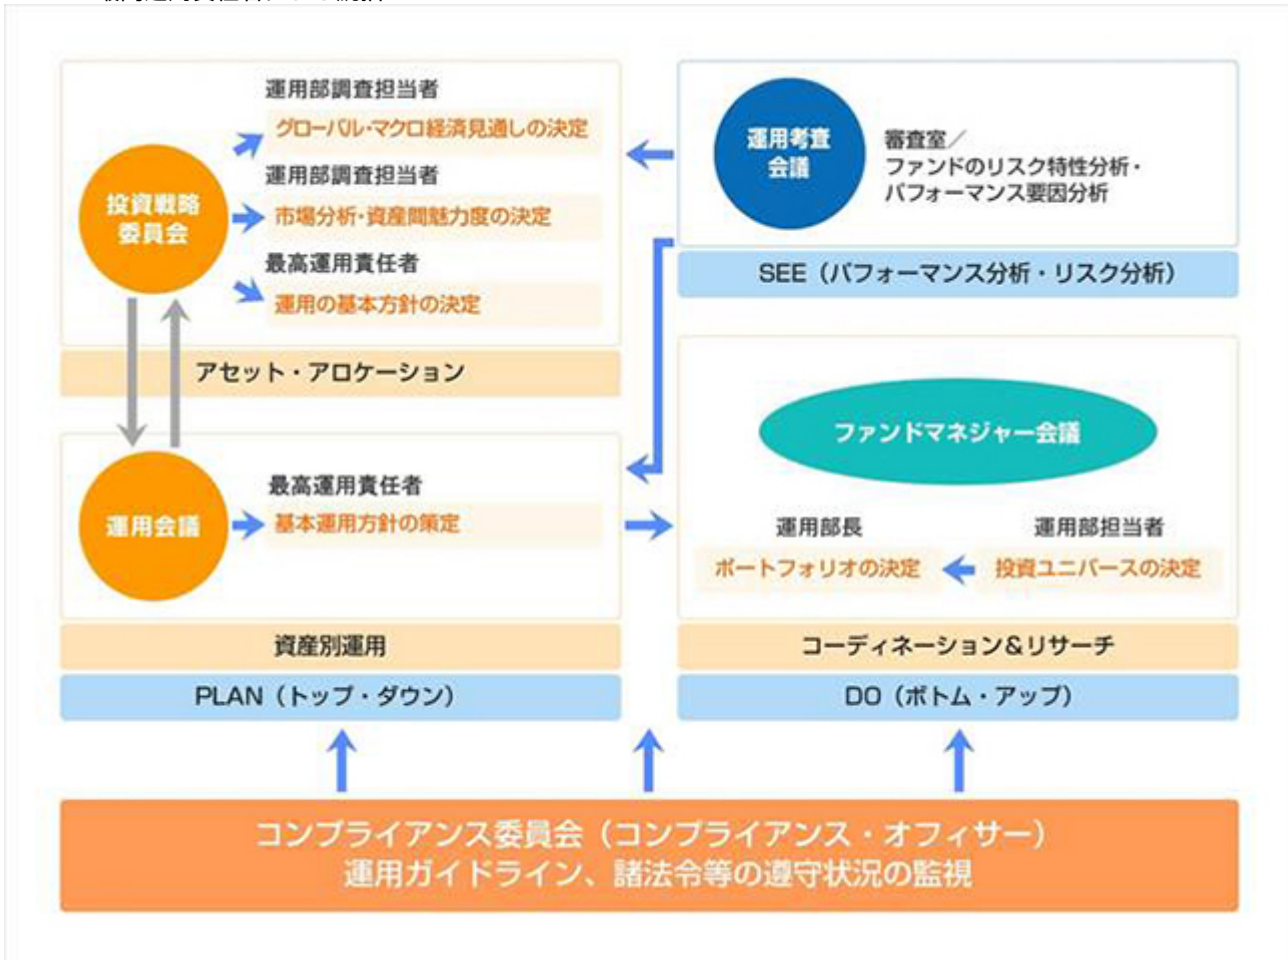 運用部調査担当者
グローバル・マクロ経済見通しの決定
投資戦略
委員会
運用部調査担当者
市場分析・資産間魅力度の決定
最高運用責任者
運用の基本方針の決定
アセット・アロケーション
運用考査
会議
審査室／
ファンドのリスク特性分析・
パフォーマンス要因分析
SEE（パフォーマンス分析・リスク分析）
運用会議
最高運用責任者
基本運用方針の策定
資産別運用
PLAN（トップ・ダウン）
ファンドマネジャー会議
運用部長
ポートフォリオの決定
運用部担当者
投資ユニバースの決定
コーディネーション＆リサーチ
DO（ボトム・アップ）
コンプライアンス委員会（コンプライアンス・オフィサー）
運用ガイドライン、諸法令等の遵守状況の監視